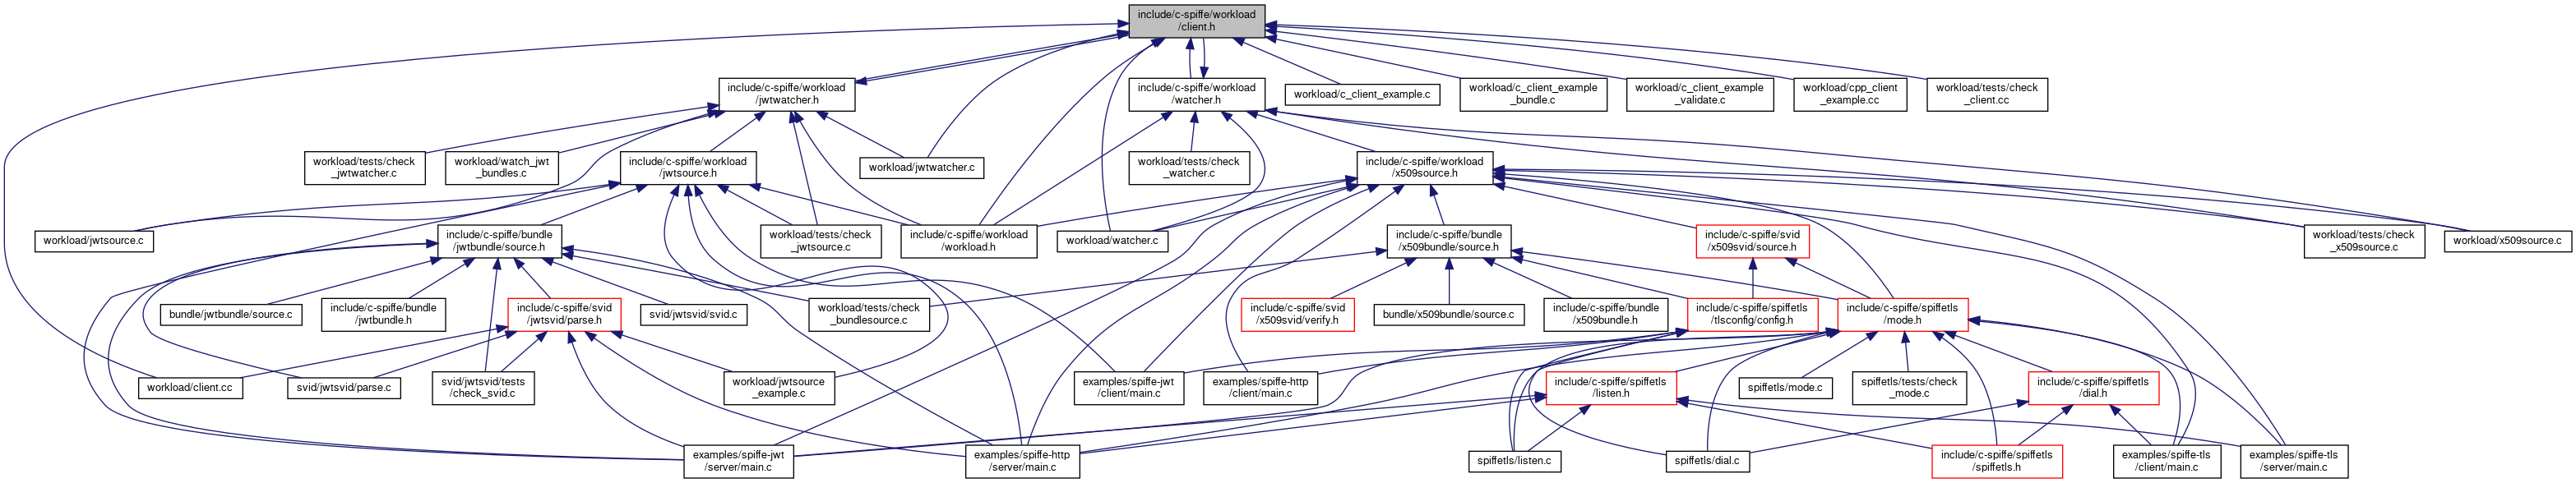 include/c-spiffe/workload
/client.h
include/c-spiffe/workload
/jwtwatcher.h
include/c-spiffe/workload
/watcher.h
workload/c_client_example.c
workload/c_client_example
_bundle.c
workload/c_client_example
_validate.c
workload/cpp_client
_example.cc
workload/tests/check
_client.cc
workload/tests/check
_jwtwatcher.c
workload/watch_jwt
_bundles.c
include/c-spiffe/workload
/jwtsource.h
workload/jwtwatcher.c
workload/tests/check
_watcher.c
include/c-spiffe/workload
/x509source.h
workload/jwtsource.c
include/c-spiffe/bundle
/jwtbundle/source.h
workload/tests/check
_jwtsource.c
include/c-spiffe/workload
/workload.h
workload/watcher.c
include/c-spiffe/bundle
/x509bundle/source.h
include/c-spiffe/svid
/x509svid/source.h
workload/tests/check
_x509source.c
workload/x509source.c
bundle/jwtbundle/source.c
include/c-spiffe/bundle
/jwtbundle.h
include/c-spiffe/svid
/jwtsvid/parse.h
svid/jwtsvid/svid.c
workload/tests/check
_bundlesource.c
include/c-spiffe/svid
/x509svid/verify.h
bundle/x509bundle/source.c
include/c-spiffe/bundle
/x509bundle.h
include/c-spiffe/spiffetls
/tlsconfig/config.h
include/c-spiffe/spiffetls
/mode.h
workload/client.cc
svid/jwtsvid/parse.c
svid/jwtsvid/tests
/check_svid.c
workload/jwtsource
_example.c
examples/spiffe-jwt
/client/main.c
examples/spiffe-http
/client/main.c
include/c-spiffe/spiffetls
/listen.h
spiffetls/mode.c
spiffetls/tests/check
_mode.c
include/c-spiffe/spiffetls
/dial.h
examples/spiffe-jwt
/server/main.c
examples/spiffe-http
/server/main.c
spiffetls/listen.c
spiffetls/dial.c
include/c-spiffe/spiffetls
/spiffetls.h
examples/spiffe-tls
/client/main.c
examples/spiffe-tls
/server/main.c